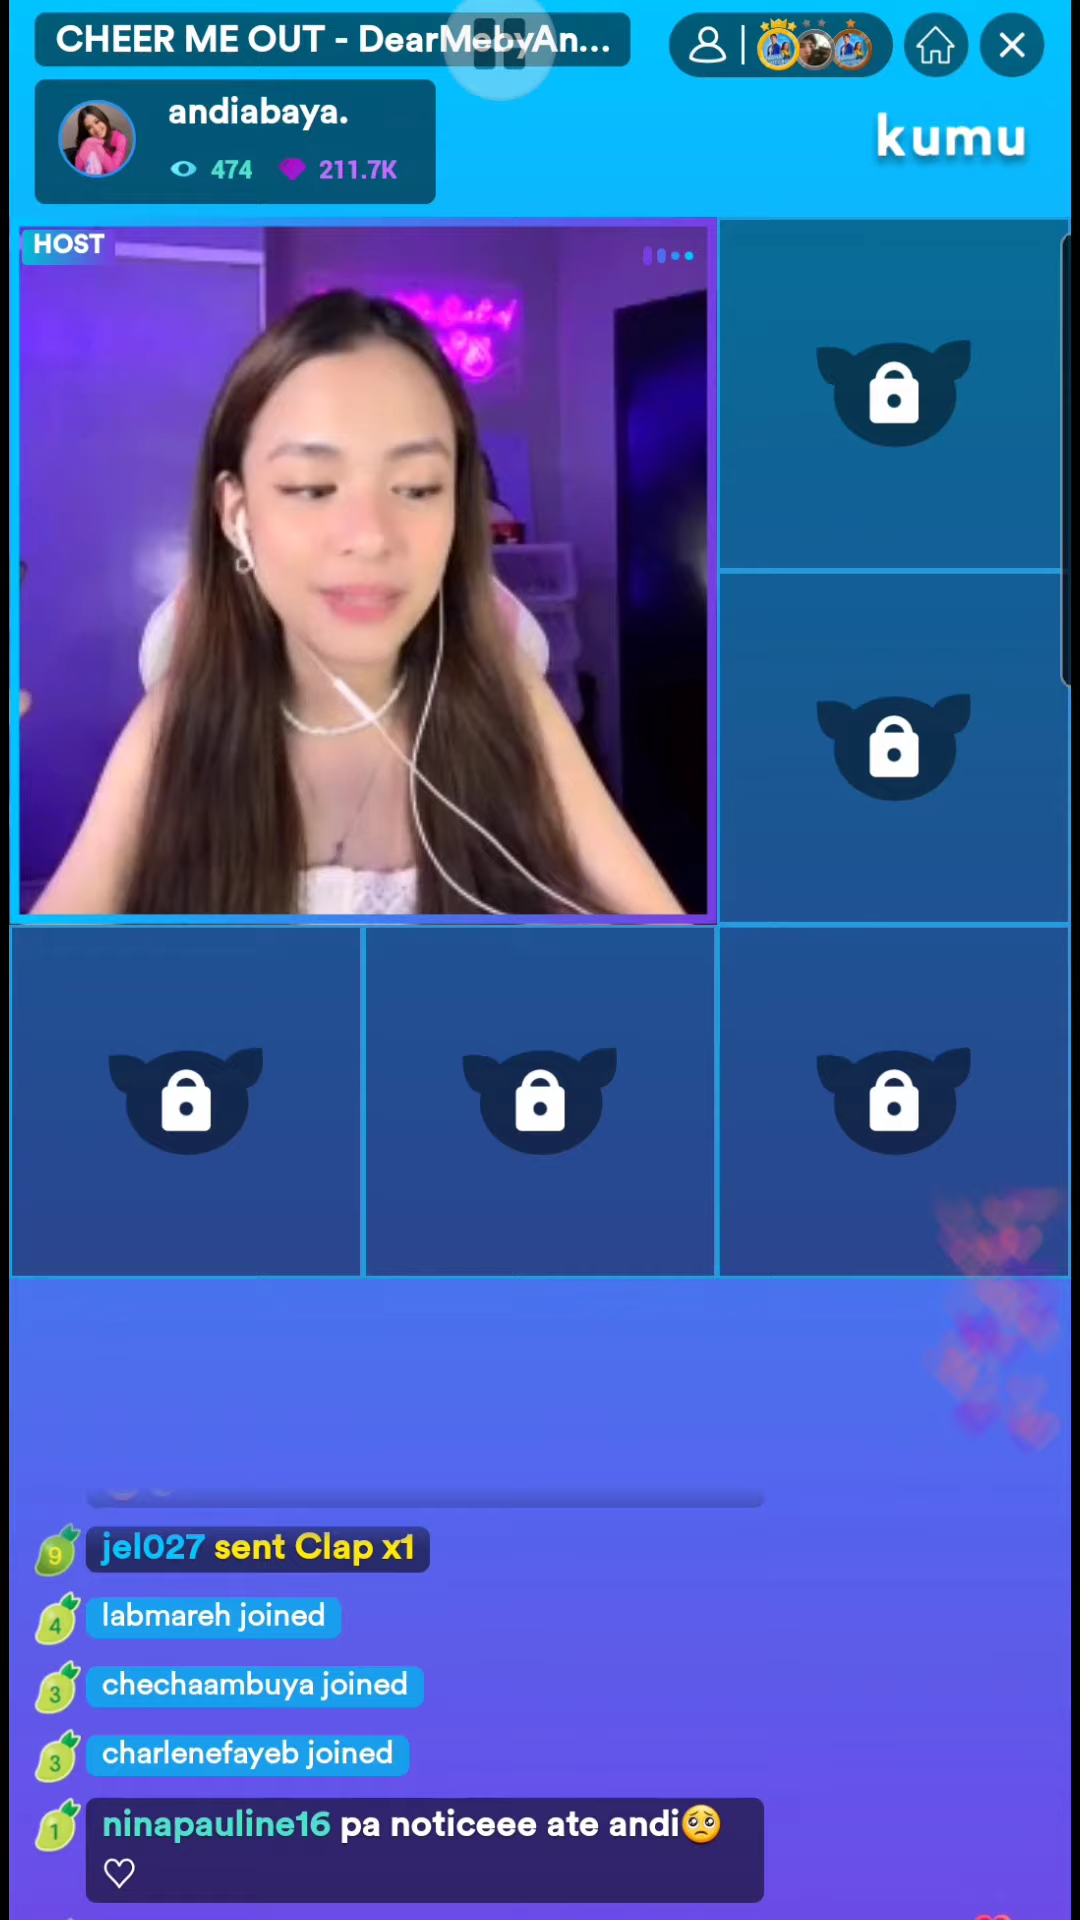 CHEER ME OUT - DearMebyAn...
andiabaya.
474 211.7K
kumu
HOST
jel027 sent Clap x1
9
labmareh joined
4
chechaambuya joined
3
charlenefayeb joined
3
ninapauline16 pa noticeee ate andi🥺
1
♡